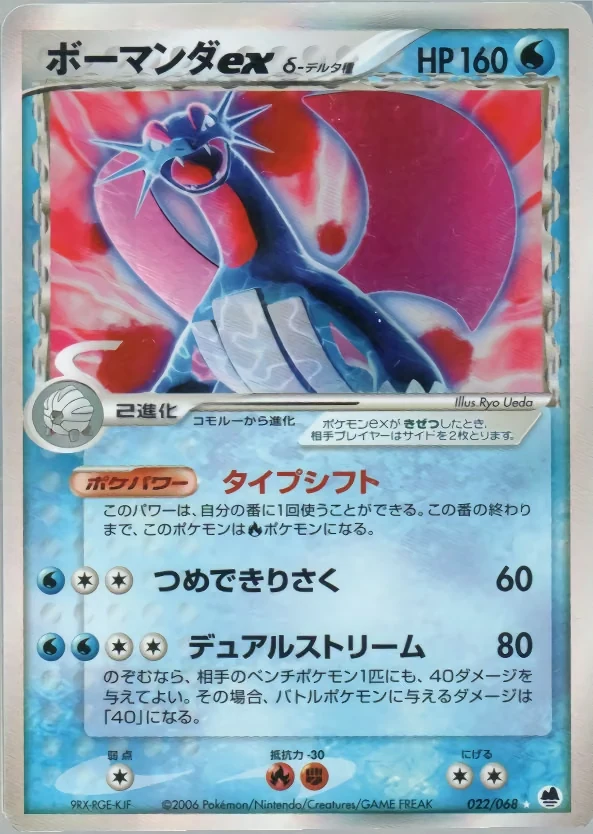 ボーマンダex δ-デルタ種 HP160
Illus. Ryo Ueda
2進化 コモルーから進化
ポケモンexがきぜつしたとき、
相手プレイヤーはサイドを2枚とります。
ポケパワー タイプシフト
このパワーは、自分の番に1回使うことができる。この番の終わり
まで、このポケモンは ポケモンになる。
つめできりさく 60
デュアルストリーム 80
のぞむなら、相手のベンチポケモン1匹にも、40ダメージを
与えてよい。その場合、バトルポケモンに与えるダメージは
「40」になる。
弱点 抵抗力 -30 にげる
9RX-RGE-KJF ©2006 Pokémon/Nintendo/Creatures/GAME FREAK 022/068 ★